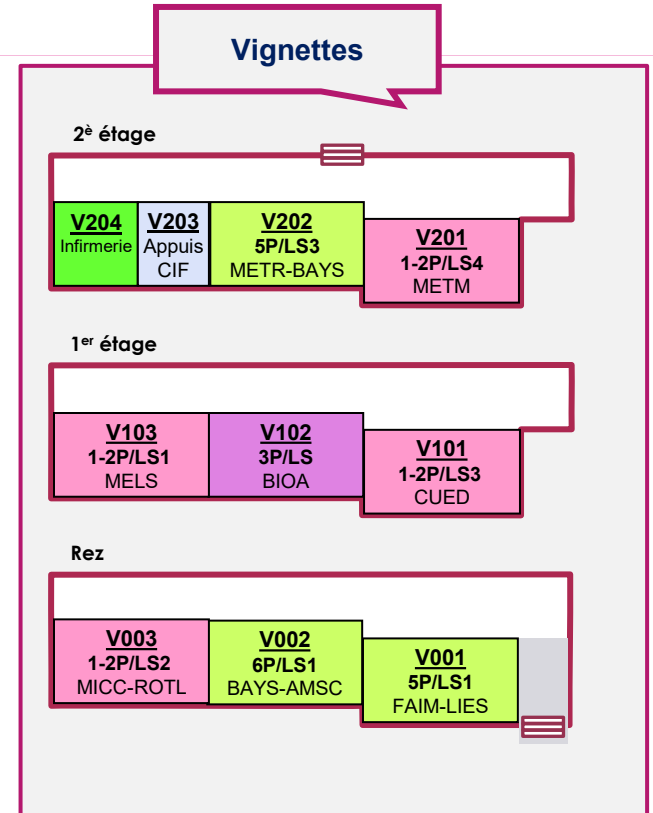 Vignettes
2è étage
V204
Infirmerie
V203
Appuis
CIF
V202
5P/LS3
METR-BAYS
V201
1-2P/LS4
METM
1er étage
V103
1-2P/LS1
MELS
V102
3P/LS
BIOA
V101
1-2P/LS3
CUED
Rez
V003
1-2P/LS2
MICC-ROTL
V002
6P/LS1
BAYS-AMSC
V001
5P/LS1
FAIM-LIES